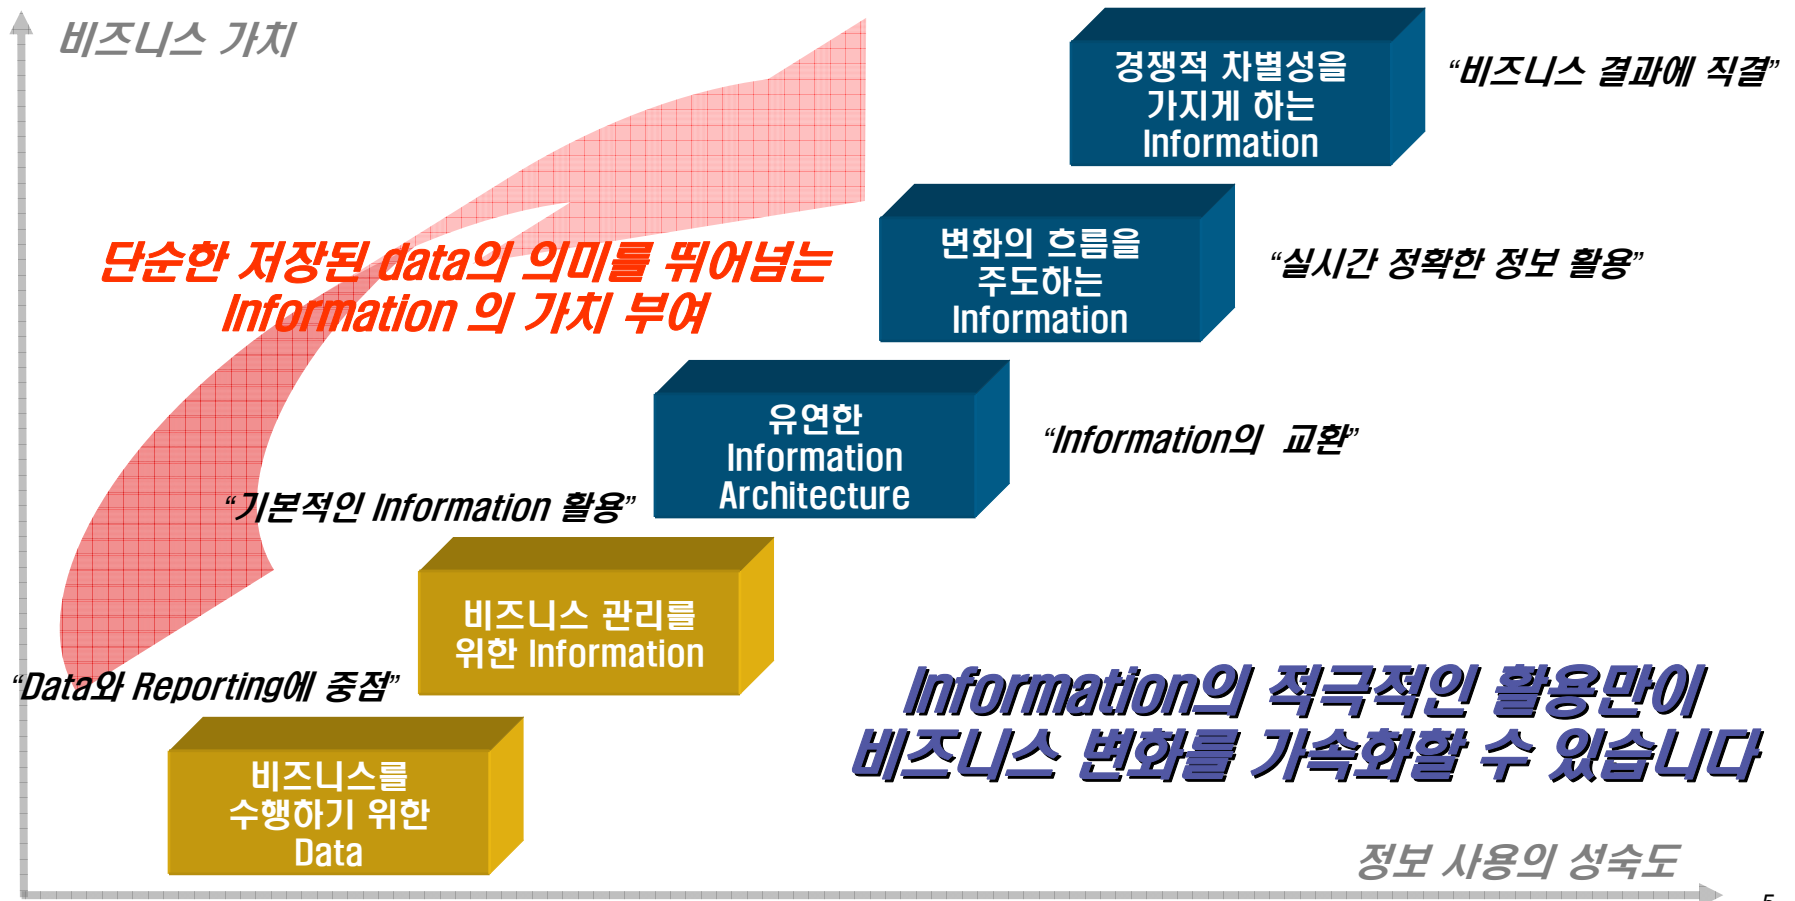 비즈니스 가치
경쟁적 차별성을
가지게 하는
Information
“비즈니스 결과에 직결”
변화의 흐름을
주도하는
Information
“실시간 정확한 정보 활용”
단순한 저장된 data의 의미를 뛰어넘는
Information 의 가치 부여
유연한
Information
Architecture
“Information의 교환”
“기본적인 Information 활용”
비즈니스 관리를
위한 Information
“Data와 Reporting에 중점”
비즈니스를
수행하기 위한
Data
Information의 적극적인 활용만이
비즈니스 변화를 가속화할 수 있습니다
정보 사용의 성숙도